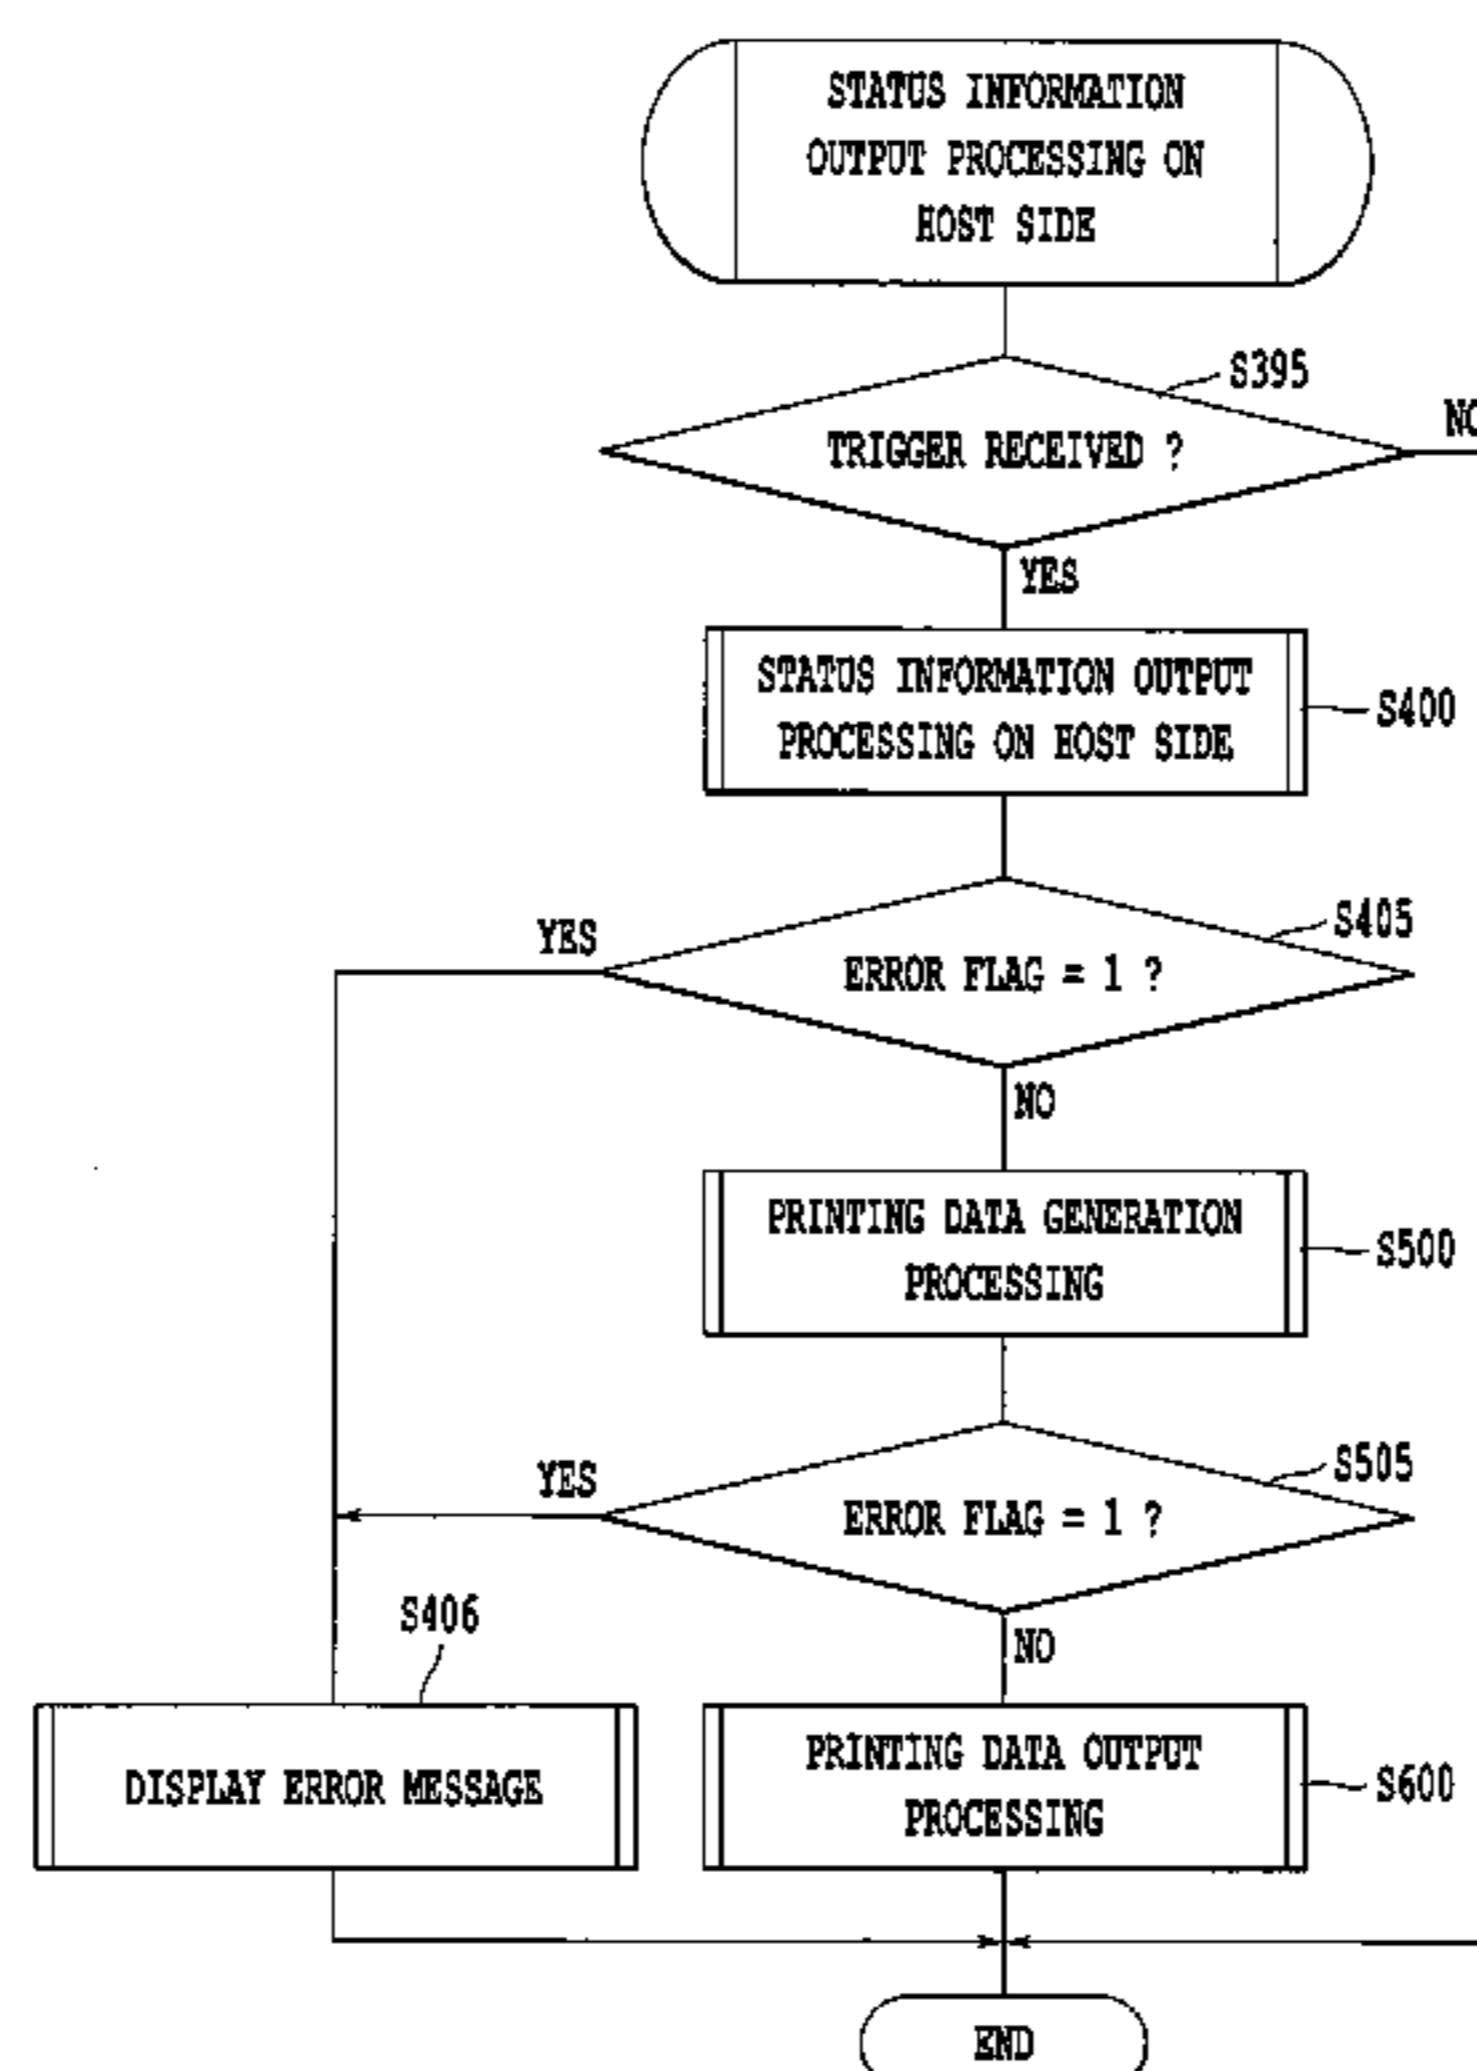 STATUS INFORMATION
OUTPUT PROCESSING ON
HOST SIDE
S395
TRIGGER RECEIVED ?
NO
YES
STATUS INFORMATION OUTPUT
PROCESSING ON HOST SIDE
S400
S405
YES
ERROR FLAG = 1 ?
NO
PRINTING DATA GENERATION
PROCESSING
S500
S505
YES
ERROR FLAG = 1 ?
NO
S406
DISPLAY ERROR MESSAGE
PRINTING DATA OUTPUT
PROCESSING
S600
END